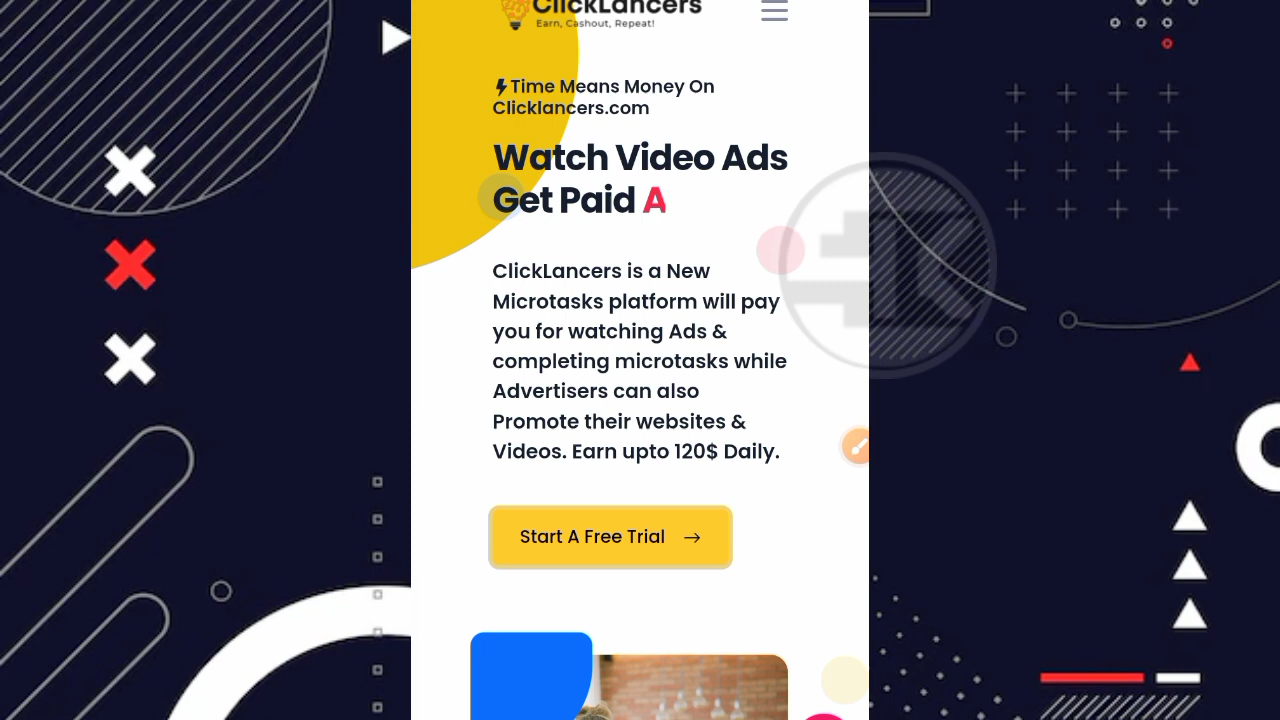 ClickLancers
Earn, Cashout, Repeat!
Time Means Money On
Clicklancers.com
Watch Video Ads
Get Paid A
ClickLancers is a New
Microtasks platform will pay
you for watching Ads &
completing microtasks while
Advertisers can also
Promote their websites &
Videos. Earn upto 120$ Daily.
Start A Free Trial